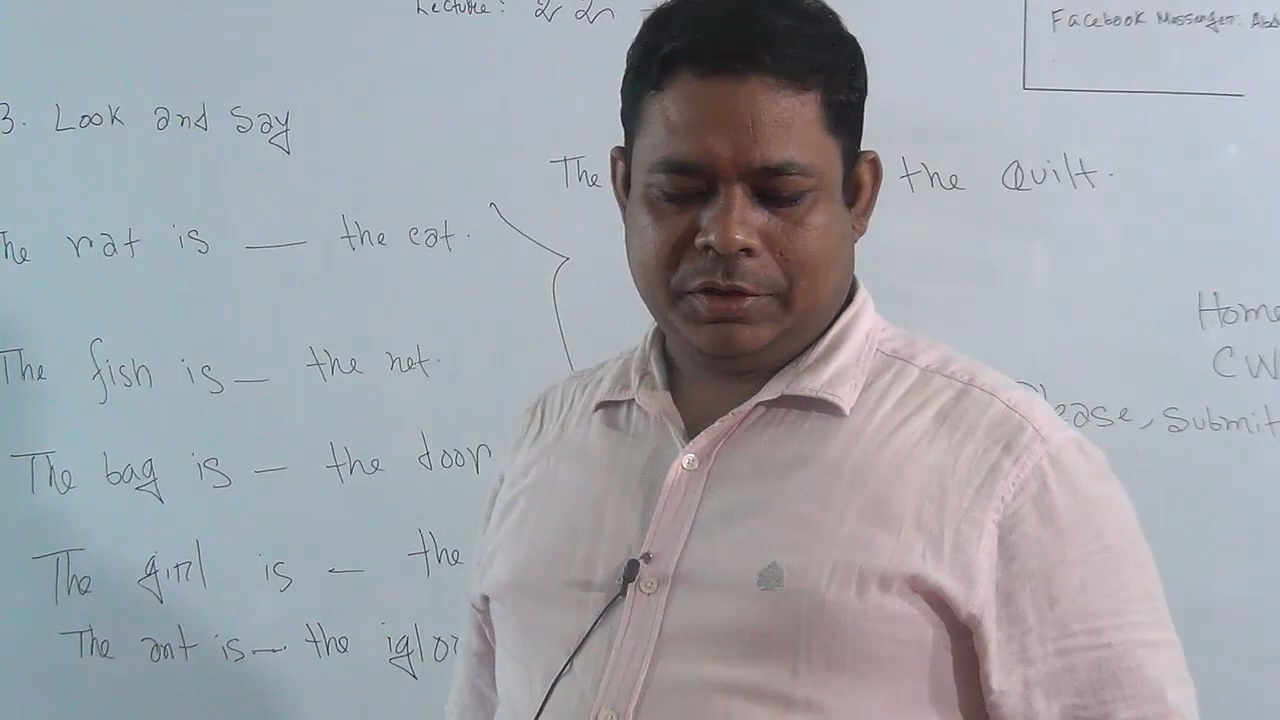 Lecture: 22
Facebook Messenger: Abd
3. Look and Say
The the Quilt.
The rat is — the cat.
The fish is — the net.
The bag is — the door
The girl is — the
The ant is — the igloo
Home
CW
Please, Submit